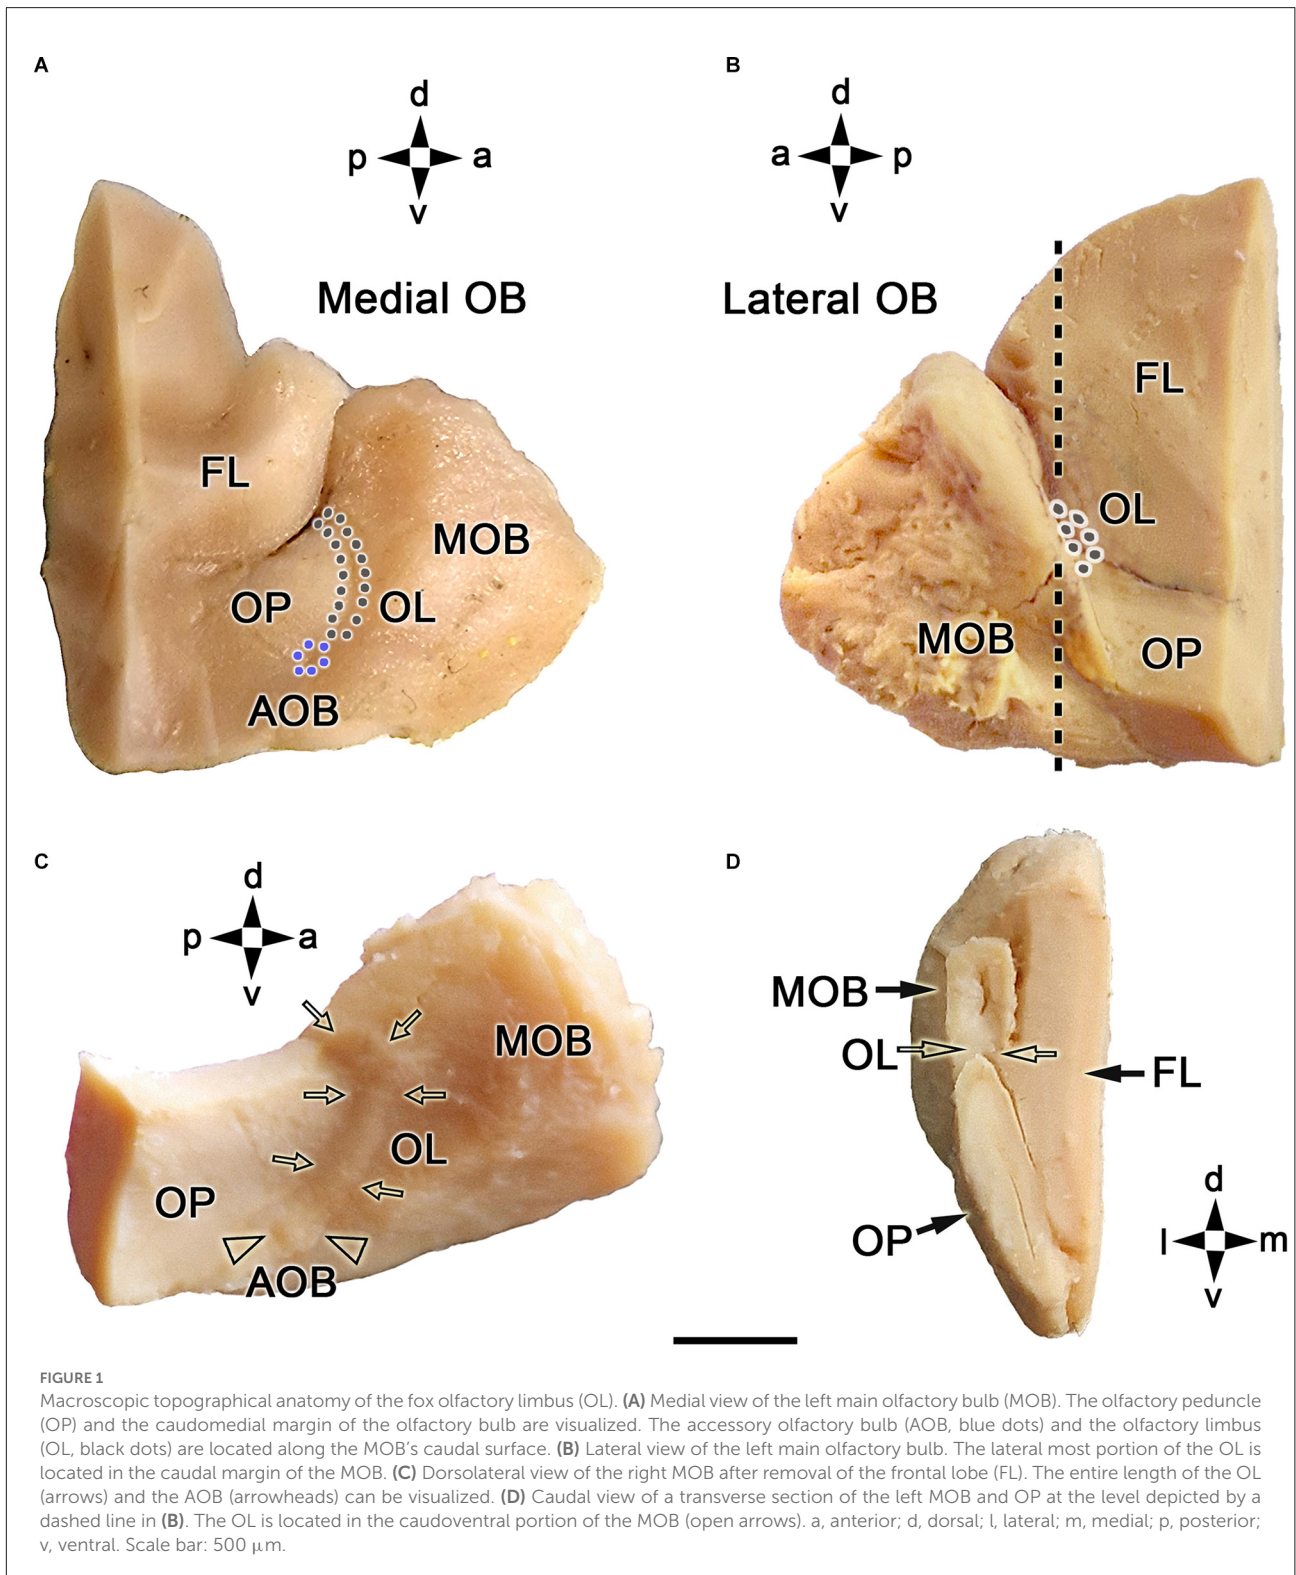 A
d
p a
v
Medial OB
FL
MOB
OP
OL
AOB
B
d
a p
v
Lateral OB
FL
OL
MOB
OP
C
d
p a
v
MOB
OL
OP
AOB
D
MOB
OL
FL
OP
d
l m
v
FIGURE 1
Macroscopic topographical anatomy of the fox olfactory limbus (OL). (A) Medial view of the left main olfactory bulb (MOB). The olfactory peduncle
(OP) and the caudomedial margin of the olfactory bulb are visualized. The accessory olfactory bulb (AOB, blue dots) and the olfactory limbus
(OL, black dots) are located along the MOB's caudal surface. (B) Lateral view of the left main olfactory bulb. The lateral most portion of the OL is
located in the caudal margin of the MOB. (C) Dorsolateral view of the right MOB after removal of the frontal lobe (FL). The entire length of the OL
(arrows) and the AOB (arrowheads) can be visualized. (D) Caudal view of a transverse section of the left MOB and OP at the level depicted by a
dashed line in (B). The OL is located in the caudoventral portion of the MOB (open arrows). a, anterior; d, dorsal; l, lateral; m, medial; p, posterior;
v, ventral. Scale bar: 500 μm.